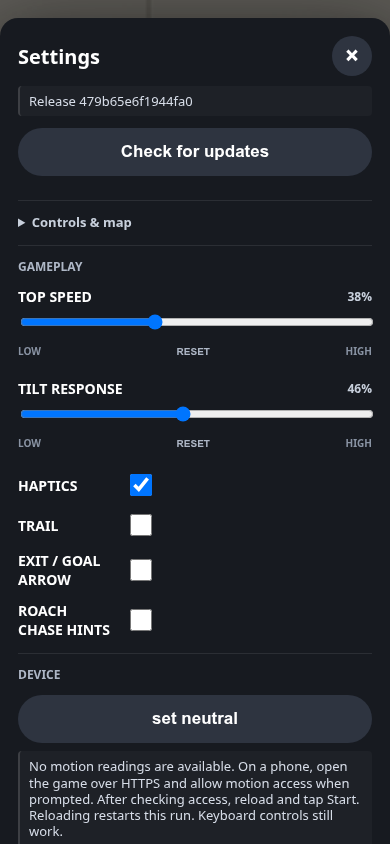 Settings
×
Release 479b65e6f1944fa0
Check for updates
Controls & map
GAMEPLAY
TOP SPEED 38%
LOW RESET HIGH
TILT RESPONSE 46%
LOW RESET HIGH
HAPTICS
TRAIL
EXIT / GOAL
ARROW
ROACH
CHASE HINTS
DEVICE
set neutral
No motion readings are available. On a phone, open
the game over HTTPS and allow motion access when
prompted. After checking access, reload and tap Start.
Reloading restarts this run. Keyboard controls still
work.